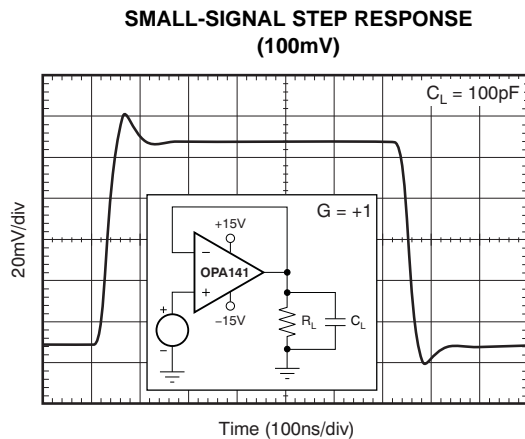 SMALL-SIGNAL STEP RESPONSE
(100mV)
C_L = 100pF
20mV/div
G = +1
+15V
−
OPA141
+
−15V
+
−
R_L
C_L
Time (100ns/div)